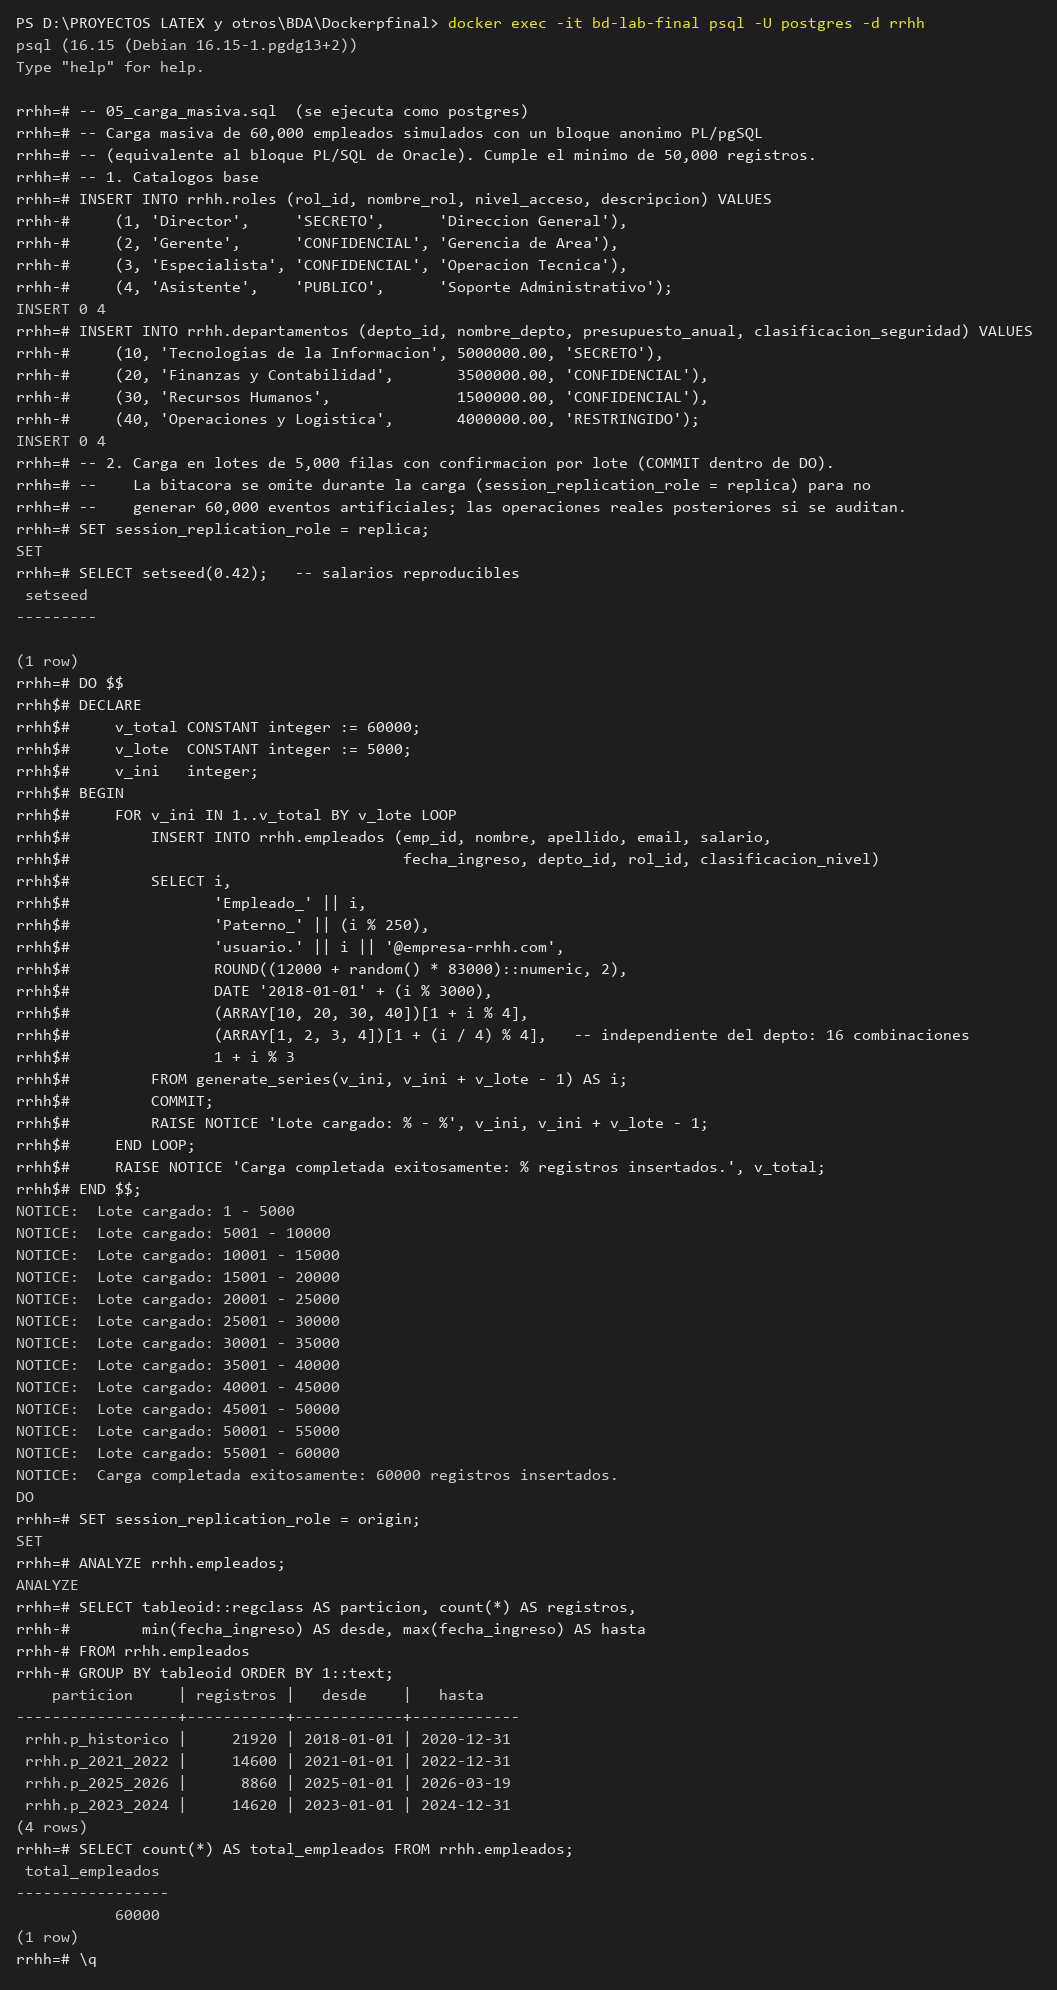 PS D:\PROYECTOS LATEX y otros\BDA\Dockerpfinal> docker exec -it bd-lab-final psql -U postgres -d rrhh
psql (16.15 (Debian 16.15-1.pgdg13+2))
Type "help" for help.

rrhh=# -- 05_carga_masiva.sql  (se ejecuta como postgres)
rrhh=# -- Carga masiva de 60,000 empleados simulados con un bloque anonimo PL/pgSQL
rrhh=# -- (equivalente al bloque PL/SQL de Oracle). Cumple el minimo de 50,000 registros.
rrhh=# -- 1. Catalogos base
rrhh=# INSERT INTO rrhh.roles (rol_id, nombre_rol, nivel_acceso, descripcion) VALUES
rrhh-#     (1, 'Director',     'SECRETO',      'Direccion General'),
rrhh-#     (2, 'Gerente',      'CONFIDENCIAL', 'Gerencia de Area'),
rrhh-#     (3, 'Especialista', 'CONFIDENCIAL', 'Operacion Tecnica'),
rrhh-#     (4, 'Asistente',    'PUBLICO',      'Soporte Administrativo');
INSERT 0 4
rrhh=# INSERT INTO rrhh.departamentos (depto_id, nombre_depto, presupuesto_anual, clasificacion_seguridad) VALUES
rrhh-#     (10, 'Tecnologias de la Informacion', 5000000.00, 'SECRETO'),
rrhh-#     (20, 'Finanzas y Contabilidad',       3500000.00, 'CONFIDENCIAL'),
rrhh-#     (30, 'Recursos Humanos',              1500000.00, 'CONFIDENCIAL'),
rrhh-#     (40, 'Operaciones y Logistica',       4000000.00, 'RESTRINGIDO');
INSERT 0 4
rrhh=# -- 2. Carga en lotes de 5,000 filas con confirmacion por lote (COMMIT dentro de DO).
rrhh=# --    La bitacora se omite durante la carga (session_replication_role = replica) para no
rrhh=# --    generar 60,000 eventos artificiales; las operaciones reales posteriores si se auditan.
rrhh=# SET session_replication_role = replica;
SET
rrhh=# SELECT setseed(0.42);   -- salarios reproducibles
 setseed
---------

(1 row)
rrhh=# DO $$
rrhh$# DECLARE
rrhh$#     v_total CONSTANT integer := 60000;
rrhh$#     v_lote  CONSTANT integer := 5000;
rrhh$#     v_ini   integer;
rrhh$# BEGIN
rrhh$#     FOR v_ini IN 1..v_total BY v_lote LOOP
rrhh$#         INSERT INTO rrhh.empleados (emp_id, nombre, apellido, email, salario,
rrhh$#                                     fecha_ingreso, depto_id, rol_id, clasificacion_nivel)
rrhh$#         SELECT i,
rrhh$#                'Empleado_' || i,
rrhh$#                'Paterno_' || (i % 250),
rrhh$#                'usuario.' || i || '@empresa-rrhh.com',
rrhh$#                ROUND((12000 + random() * 83000)::numeric, 2),
rrhh$#                DATE '2018-01-01' + (i % 3000),
rrhh$#                (ARRAY[10, 20, 30, 40])[1 + i % 4],
rrhh$#                (ARRAY[1, 2, 3, 4])[1 + (i / 4) % 4],   -- independiente del depto: 16 combinaciones
rrhh$#                1 + i % 3
rrhh$#         FROM generate_series(v_ini, v_ini + v_lote - 1) AS i;
rrhh$#         COMMIT;
rrhh$#         RAISE NOTICE 'Lote cargado: % - %', v_ini, v_ini + v_lote - 1;
rrhh$#     END LOOP;
rrhh$#     RAISE NOTICE 'Carga completada exitosamente: % registros insertados.', v_total;
rrhh$# END $$;
NOTICE:  Lote cargado: 1 - 5000
NOTICE:  Lote cargado: 5001 - 10000
NOTICE:  Lote cargado: 10001 - 15000
NOTICE:  Lote cargado: 15001 - 20000
NOTICE:  Lote cargado: 20001 - 25000
NOTICE:  Lote cargado: 25001 - 30000
NOTICE:  Lote cargado: 30001 - 35000
NOTICE:  Lote cargado: 35001 - 40000
NOTICE:  Lote cargado: 40001 - 45000
NOTICE:  Lote cargado: 45001 - 50000
NOTICE:  Lote cargado: 50001 - 55000
NOTICE:  Lote cargado: 55001 - 60000
NOTICE:  Carga completada exitosamente: 60000 registros insertados.
DO
rrhh=# SET session_replication_role = origin;
SET
rrhh=# ANALYZE rrhh.empleados;
ANALYZE
rrhh=# SELECT tableoid::regclass AS particion, count(*) AS registros,
rrhh-#        min(fecha_ingreso) AS desde, max(fecha_ingreso) AS hasta
rrhh-# FROM rrhh.empleados
rrhh-# GROUP BY tableoid ORDER BY 1::text;
    particion     | registros |   desde    |   hasta
------------------+-----------+------------+------------
 rrhh.p_historico |     21920 | 2018-01-01 | 2020-12-31
 rrhh.p_2021_2022 |     14600 | 2021-01-01 | 2022-12-31
 rrhh.p_2025_2026 |      8860 | 2025-01-01 | 2026-03-19
 rrhh.p_2023_2024 |     14620 | 2023-01-01 | 2024-12-31
(4 rows)
rrhh=# SELECT count(*) AS total_empleados FROM rrhh.empleados;
 total_empleados
-----------------
           60000
(1 row)
rrhh=# \q